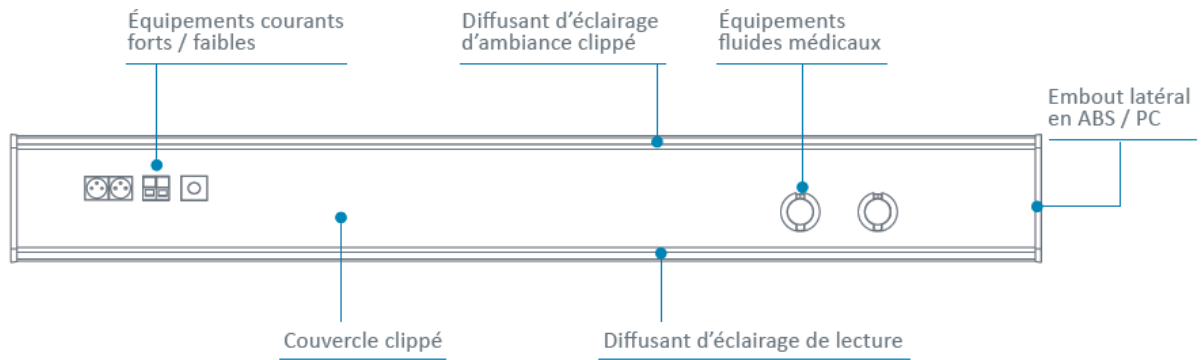 Équipements courants
forts / faibles
Diffusant d’éclairage
d’ambiance clippé
Équipements
fluides médicaux
Embout latéral
en ABS / PC
Couvercle clippé
Diffusant d’éclairage de lecture